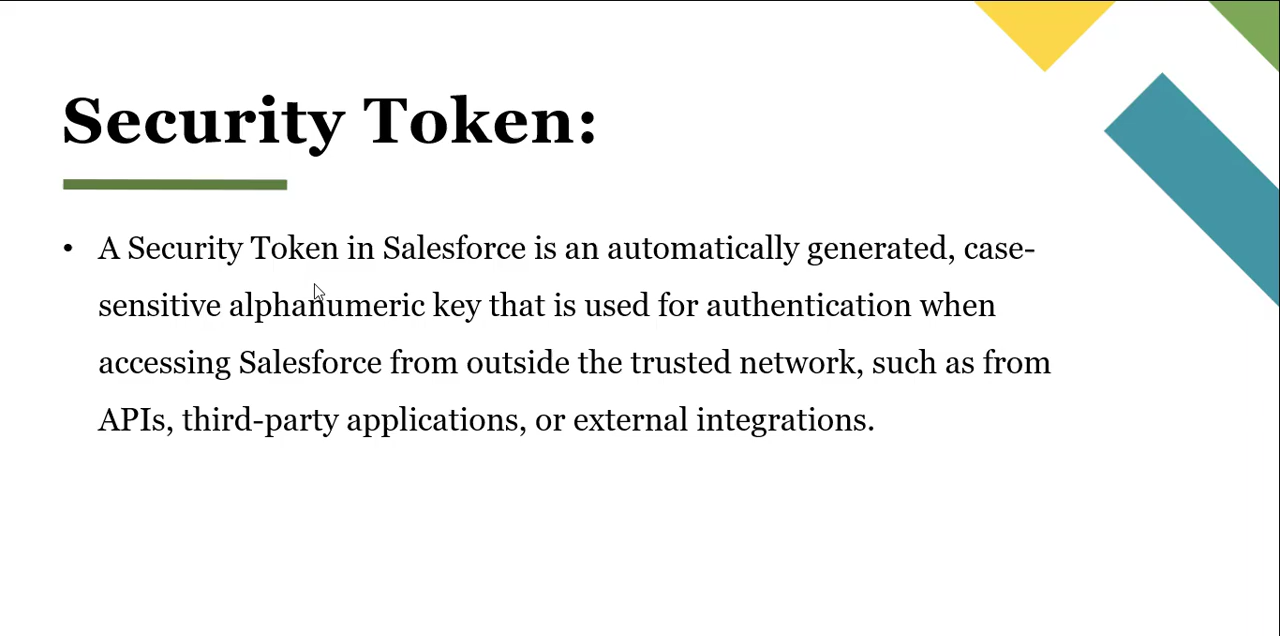 Security Token:
• A Security Token in Salesforce is an automatically generated, case-
sensitive alphanumeric key that is used for authentication when
accessing Salesforce from outside the trusted network, such as from
APIs, third-party applications, or external integrations.